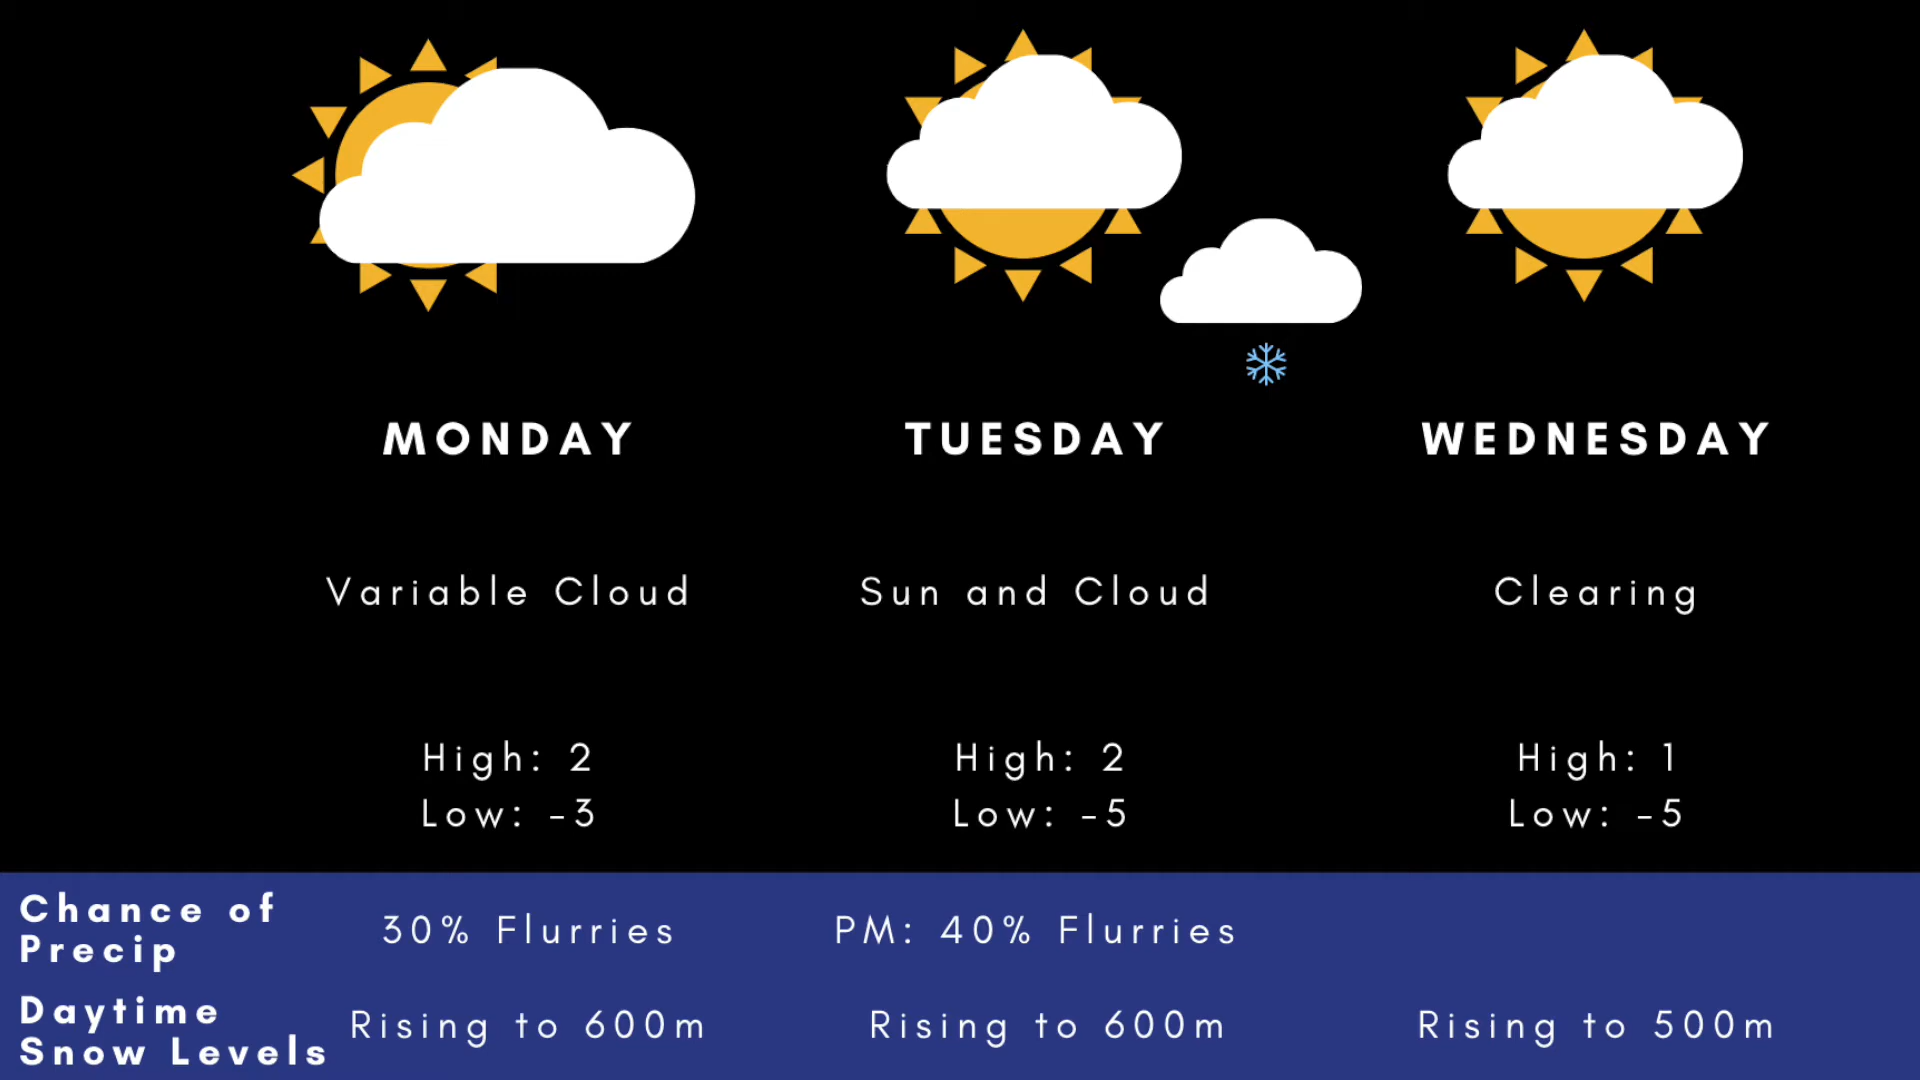 MONDAY
TUESDAY
WEDNESDAY
Variable Cloud
Sun and Cloud
Clearing
High: 2
Low: -3
High: 2
Low: -5
High: 1
Low: -5
Chance of
Precip
30% Flurries
PM: 40% Flurries
Daytime
Snow Levels
Rising to 600m
Rising to 600m
Rising to 500m